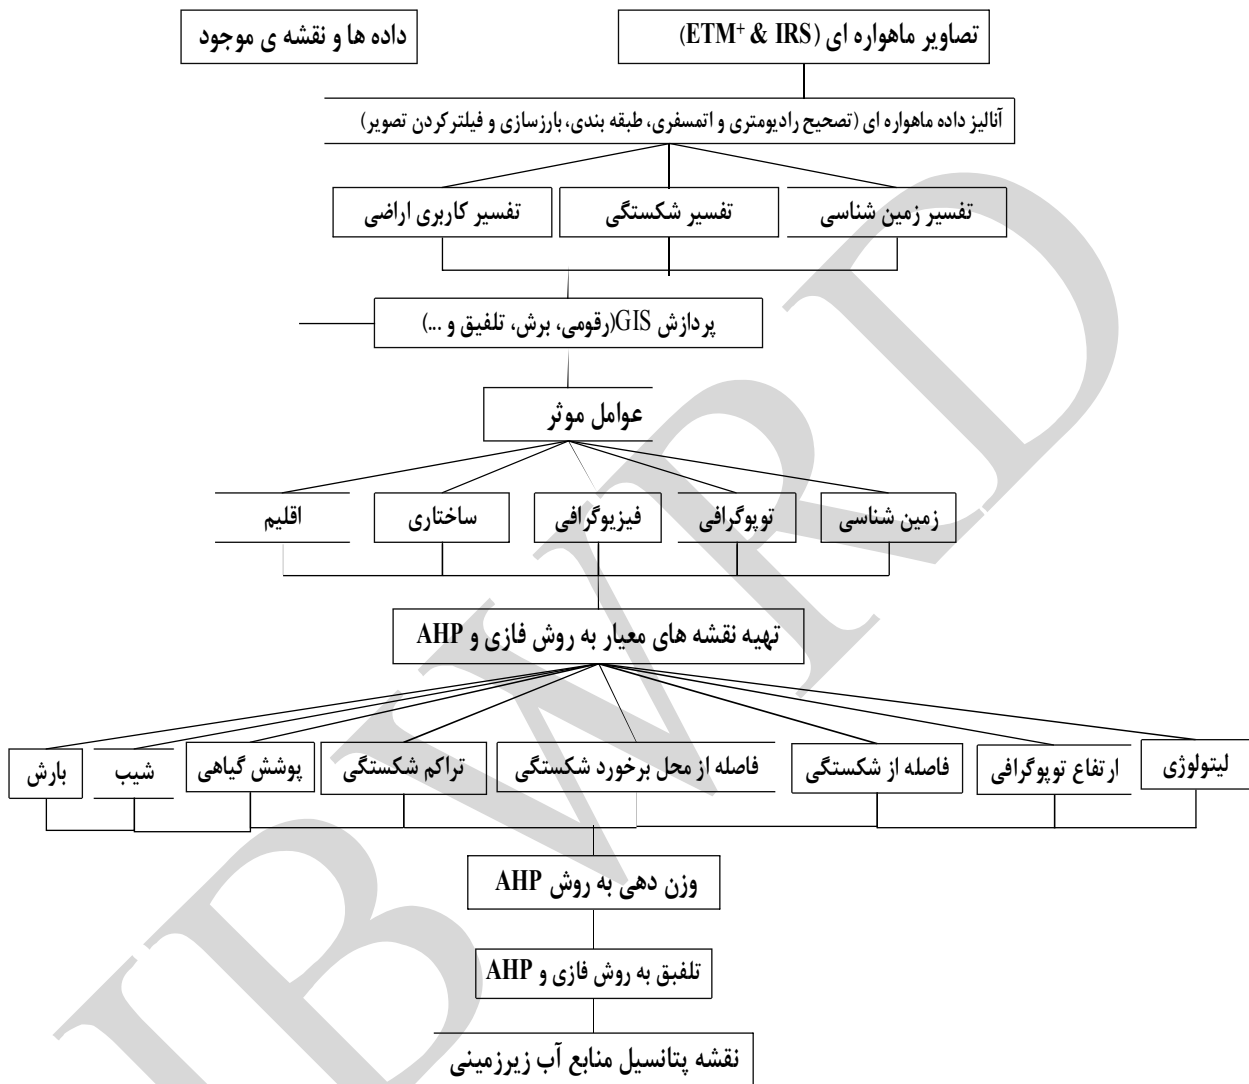 تصاویر ماهواره ای (ETM+ & IRS)
داده ها و نقشه ی موجود
آنالیز داده ماهواره ای (تصحیح رادیومتری و اتمسفری، طبقه بندی، بارزسازی و فیلترکردن تصویر)
تفسیر زمین شناسی
تفسیر شکستگی
تفسیر کاربری اراضی
پردازش GIS(رقومی، برش، تلفیق و ...)
عوامل موثر
زمین شناسی
توپوگرافی
فیزیوگرافی
ساختاری
اقلیم
تهیه نقشه های معیار به روش فازی و AHP
لیتولوژی
ارتفاع توپوگرافی
فاصله از شکستگی
فاصله از محل برخورد شکستگی
تراکم شکستگی
پوشش گیاهی
شیب
بارش
وزن دهی به روش AHP
تلفیق به روش فازی و AHP
نقشه پتانسیل منابع آب زیرزمینی
JBWRD